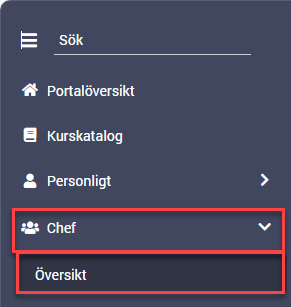 Sök
Portalöversikt
Kurskatalog
Personligt
Chef
Översikt